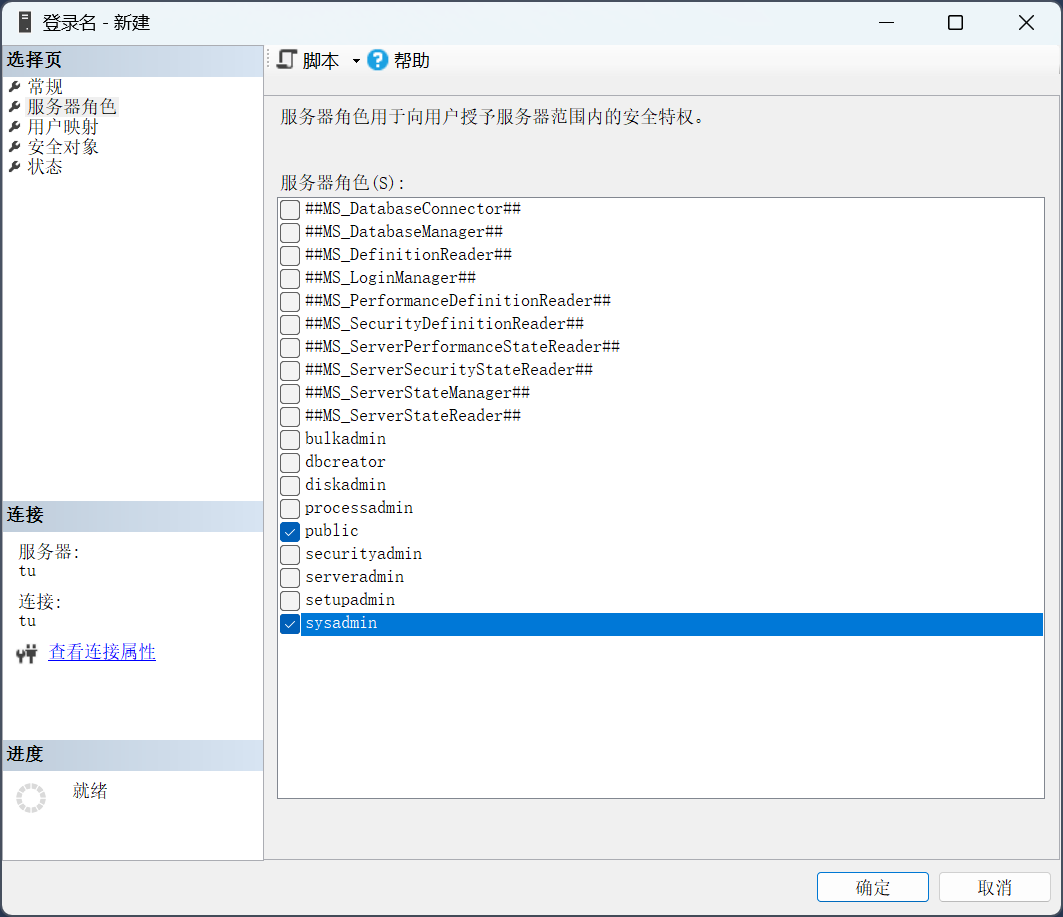 登录名 - 新建
选择页
常规
服务器角色
用户映射
安全对象
状态
脚本
帮助
服务器角色用于向用户授予服务器范围内的安全特权。
服务器角色(S):
##MS_DatabaseConnector##
##MS_DatabaseManager##
##MS_DefinitionReader##
##MS_LoginManager##
##MS_PerformanceDefinitionReader##
##MS_SecurityDefinitionReader##
##MS_ServerPerformanceStateReader##
##MS_ServerSecurityStateReader##
##MS_ServerStateManager##
##MS_ServerStateReader##
bulkadmin
dbcreator
diskadmin
processadmin
public
securityadmin
serveradmin
setupadmin
sysadmin
连接
服务器:
tu
连接:
tu
查看连接属性
进度
就绪
确定
取消